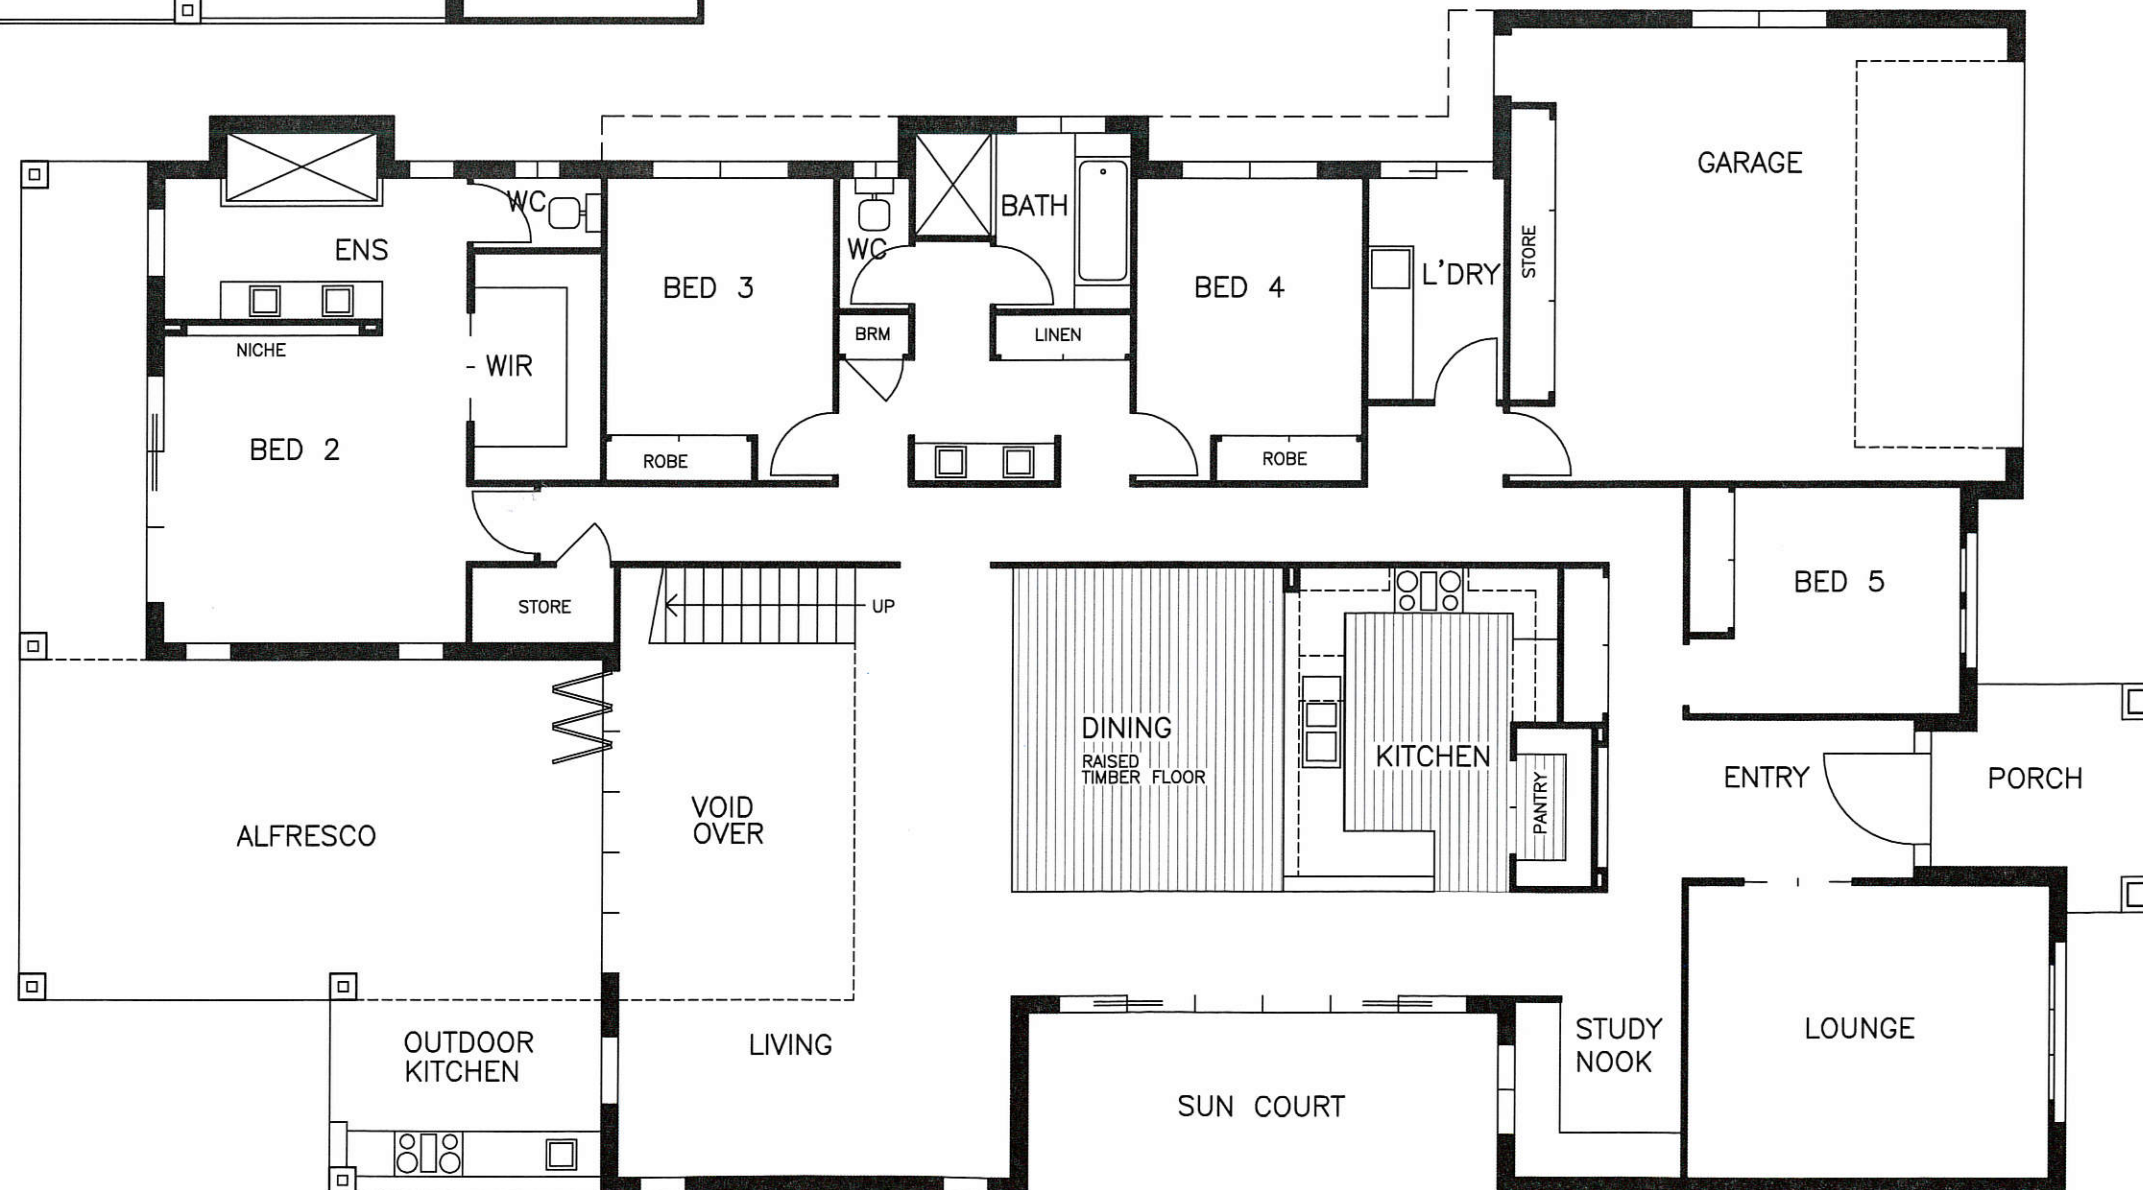 GARAGE
WC
BATH
STORE
ENS
WC
L'DRY
BED 3
BED 4
BRM
LINEN
NICHE
WIR
BED 2
ROBE
ROBE
BED 5
STORE
UP
DINING
RAISED
TIMBER FLOOR
KITCHEN
PANTRY
ENTRY
PORCH
VOID
OVER
ALFRESCO
OUTDOOR
KITCHEN
LIVING
STUDY
NOOK
LOUNGE
SUN COURT